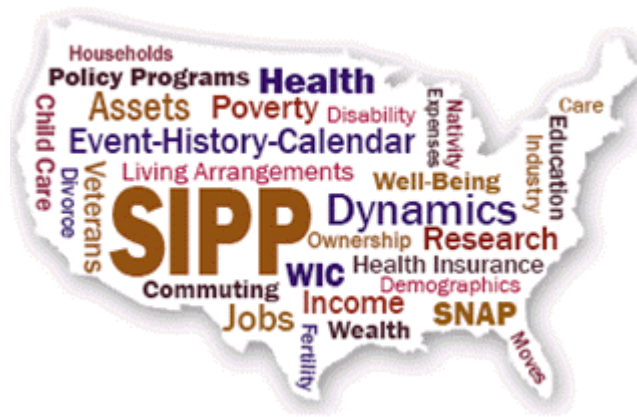 Households
Policy Programs
Health
Assets
Poverty
Disability
Event-History-Calendar
Living Arrangements
Child Care
Divorce
Veterans
SIPP
Expenses
Nativity
Care
Education
Industry
Well-Being
Dynamics
Ownership
Research
WIC
Health Insurance
Commuting
Income
Demographics
Jobs
Fertility
Wealth
SNAP
Moves